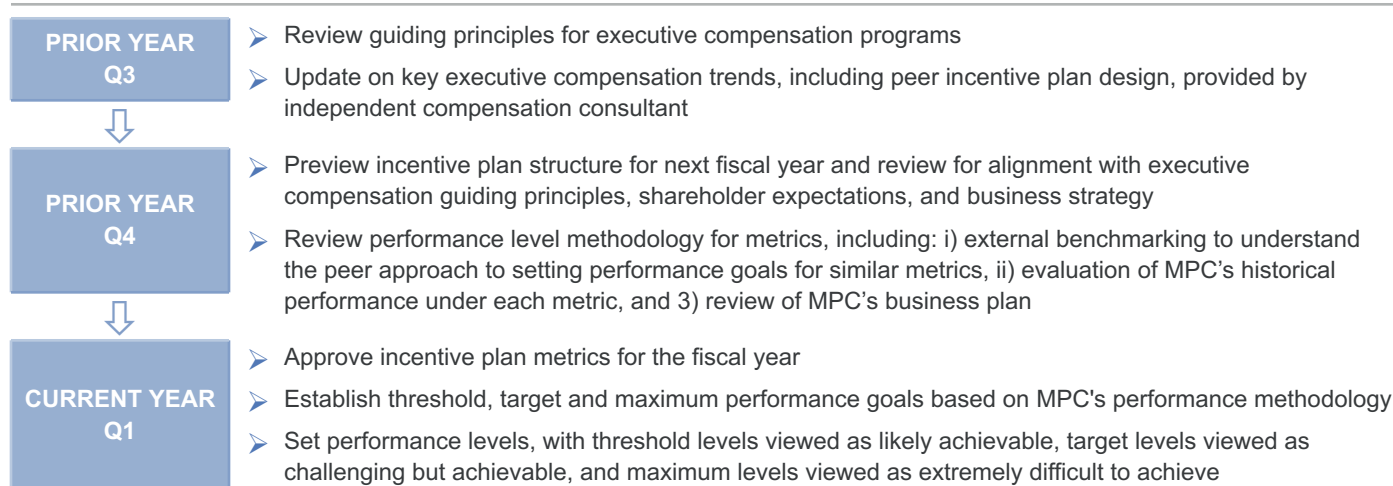 PRIOR YEAR
Q3
Review guiding principles for executive compensation programs
Update on key executive compensation trends, including peer incentive plan design, provided by
independent compensation consultant
PRIOR YEAR
Q4
Preview incentive plan structure for next fiscal year and review for alignment with executive
compensation guiding principles, shareholder expectations, and business strategy
Review performance level methodology for metrics, including: i) external benchmarking to understand
the peer approach to setting performance goals for similar metrics, ii) evaluation of MPC’s historical
performance under each metric, and 3) review of MPC’s business plan
CURRENT YEAR
Q1
Approve incentive plan metrics for the fiscal year
Establish threshold, target and maximum performance goals based on MPC's performance methodology
Set performance levels, with threshold levels viewed as likely achievable, target levels viewed as
challenging but achievable, and maximum levels viewed as extremely difficult to achieve